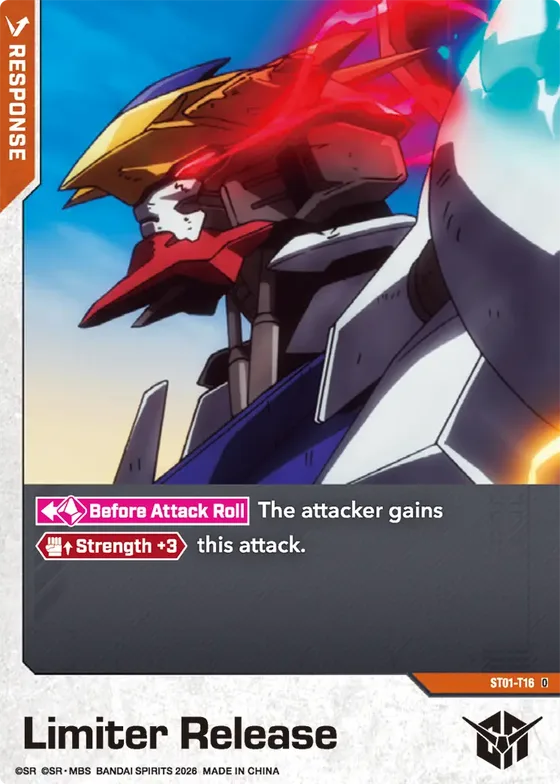 RESPONSE
Before Attack Roll The attacker gains
Strength +3 this attack.
ST01-T16 0
Limiter Release
©SR ©SR・MBS BANDAI SPIRITS 2026 MADE IN CHINA